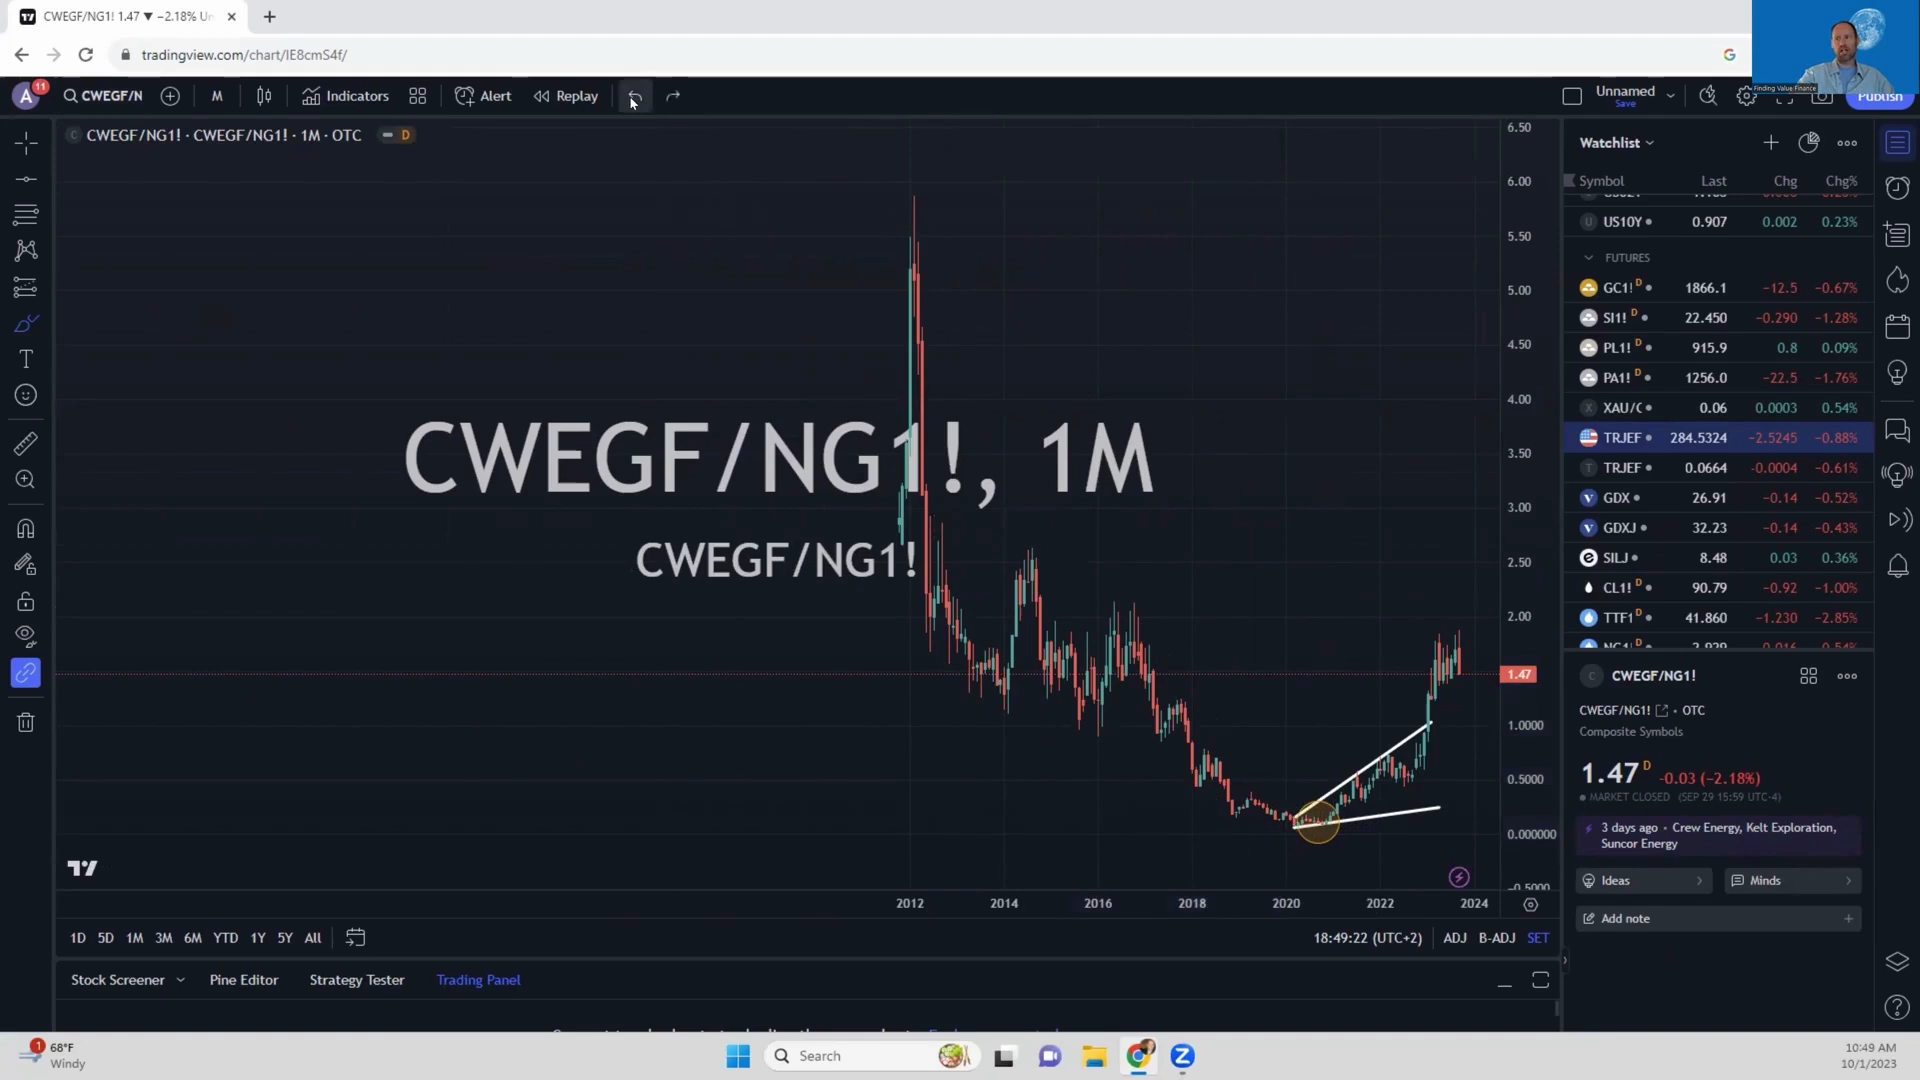 CWEGF/NG1! 1.47 ▼ −2.18% Un
tradingview.com/chart/IE8cmS4f/
A 11 CWEGF/N M Indicators Alert Replay Unnamed Save Publish
Finding Value Finance
C CWEGF/NG1! · CWEGF/NG1! · 1M · OTC D
CWEGF/NG1!, 1M
CWEGF/NG1!
6.50
6.00
5.50
5.00
4.50
4.00
3.50
3.00
2.50
2.00
1.47
1.0000
0.5000
0.000000
−0.5000
2012 2014 2016 2018 2020 2022 2024
1D 5D 1M 3M 6M YTD 1Y 5Y All 18:49:22 (UTC+2) ADJ B-ADJ SET
Stock Screener Pine Editor Strategy Tester Trading Panel
Watchlist
Symbol Last Chg Chg%
U US10Y 0.907 0.002 0.23%
FUTURES
GC1! D 1866.1 −12.5 −0.67%
SI1! D 22.450 −0.290 −1.28%
PL1! D 915.9 0.8 0.09%
PA1! D 1256.0 −22.5 −1.76%
X XAU/C 0.06 0.0003 0.54%
TRJEF 284.5324 −2.5245 −0.88%
T TRJEF 0.0664 −0.0004 −0.61%
V GDX 26.91 −0.14 −0.52%
V GDXJ 32.23 −0.14 −0.43%
SILJ 8.48 0.03 0.36%
CL1! D 90.79 −0.92 −1.00%
TTF1 D 41.860 −1.230 −2.85%
C CWEGF/NG1!
CWEGF/NG1! · OTC
Composite Symbols
1.47 D -0.03 (−2.18%)
MARKET CLOSED (SEP 29 15:59 UTC-4)
3 days ago · Crew Energy, Kelt Exploration,
Suncor Energy
Ideas Minds
Add note
1 68°F
Windy
Search
10:49 AM
10/1/2023